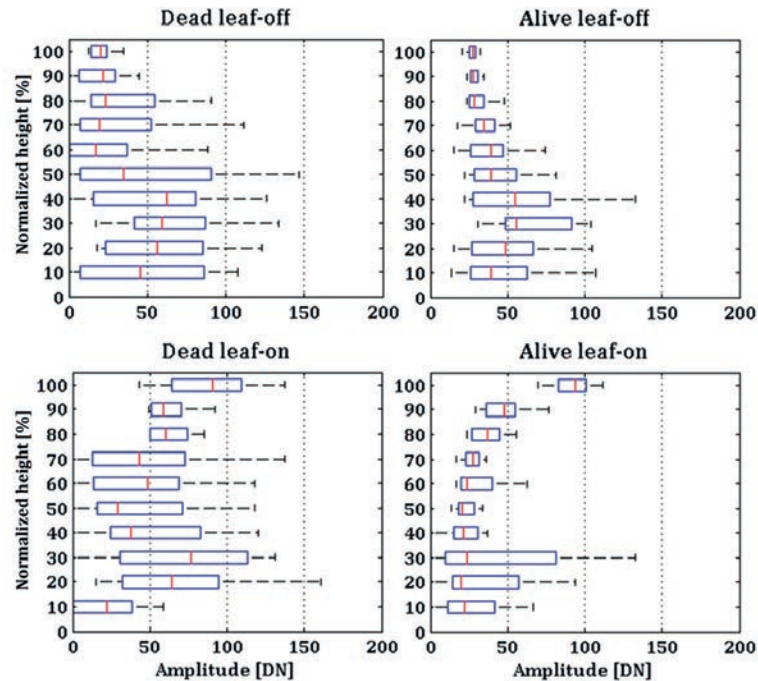 Dead leaf-off
Alive leaf-off
Normalized height [%]
100
90
80
70
60
50
40
30
20
10
0
0 50 100 150 200
0 50 100 150 200
Dead leaf-on
Alive leaf-on
Normalized height [%]
100
90
80
70
60
50
40
30
20
10
0
0 50 100 150 200
0 50 100 150 200
Amplitude [DN]
Amplitude [DN]